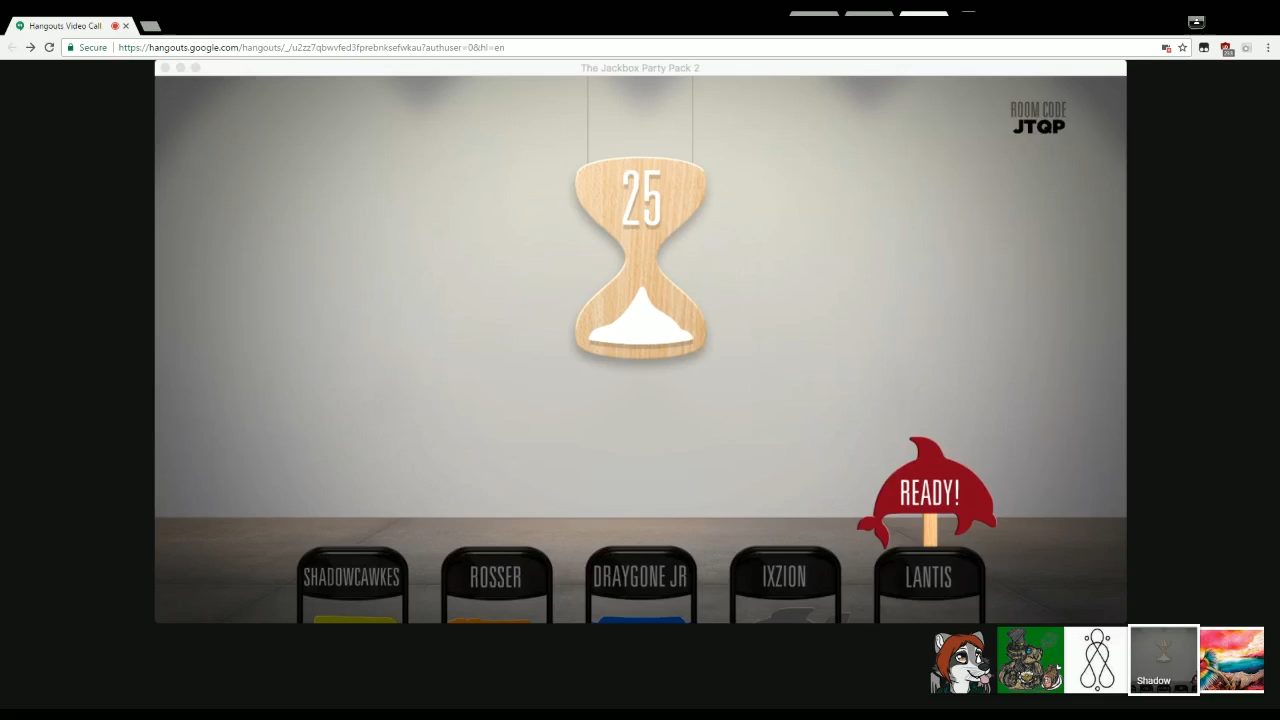 Hangouts Video Call
Secure
https://hangouts.google.com/hangouts/_/u2zz7qbwvfed3fprebnksefwkau?authuser=0&hl=en
The Jackbox Party Pack 2
ROOM CODE
JTQP
25
READY!
SHADOWCAWKES
ROSSER
DRAYGONE JR
IXZION
LANTIS
Shadow